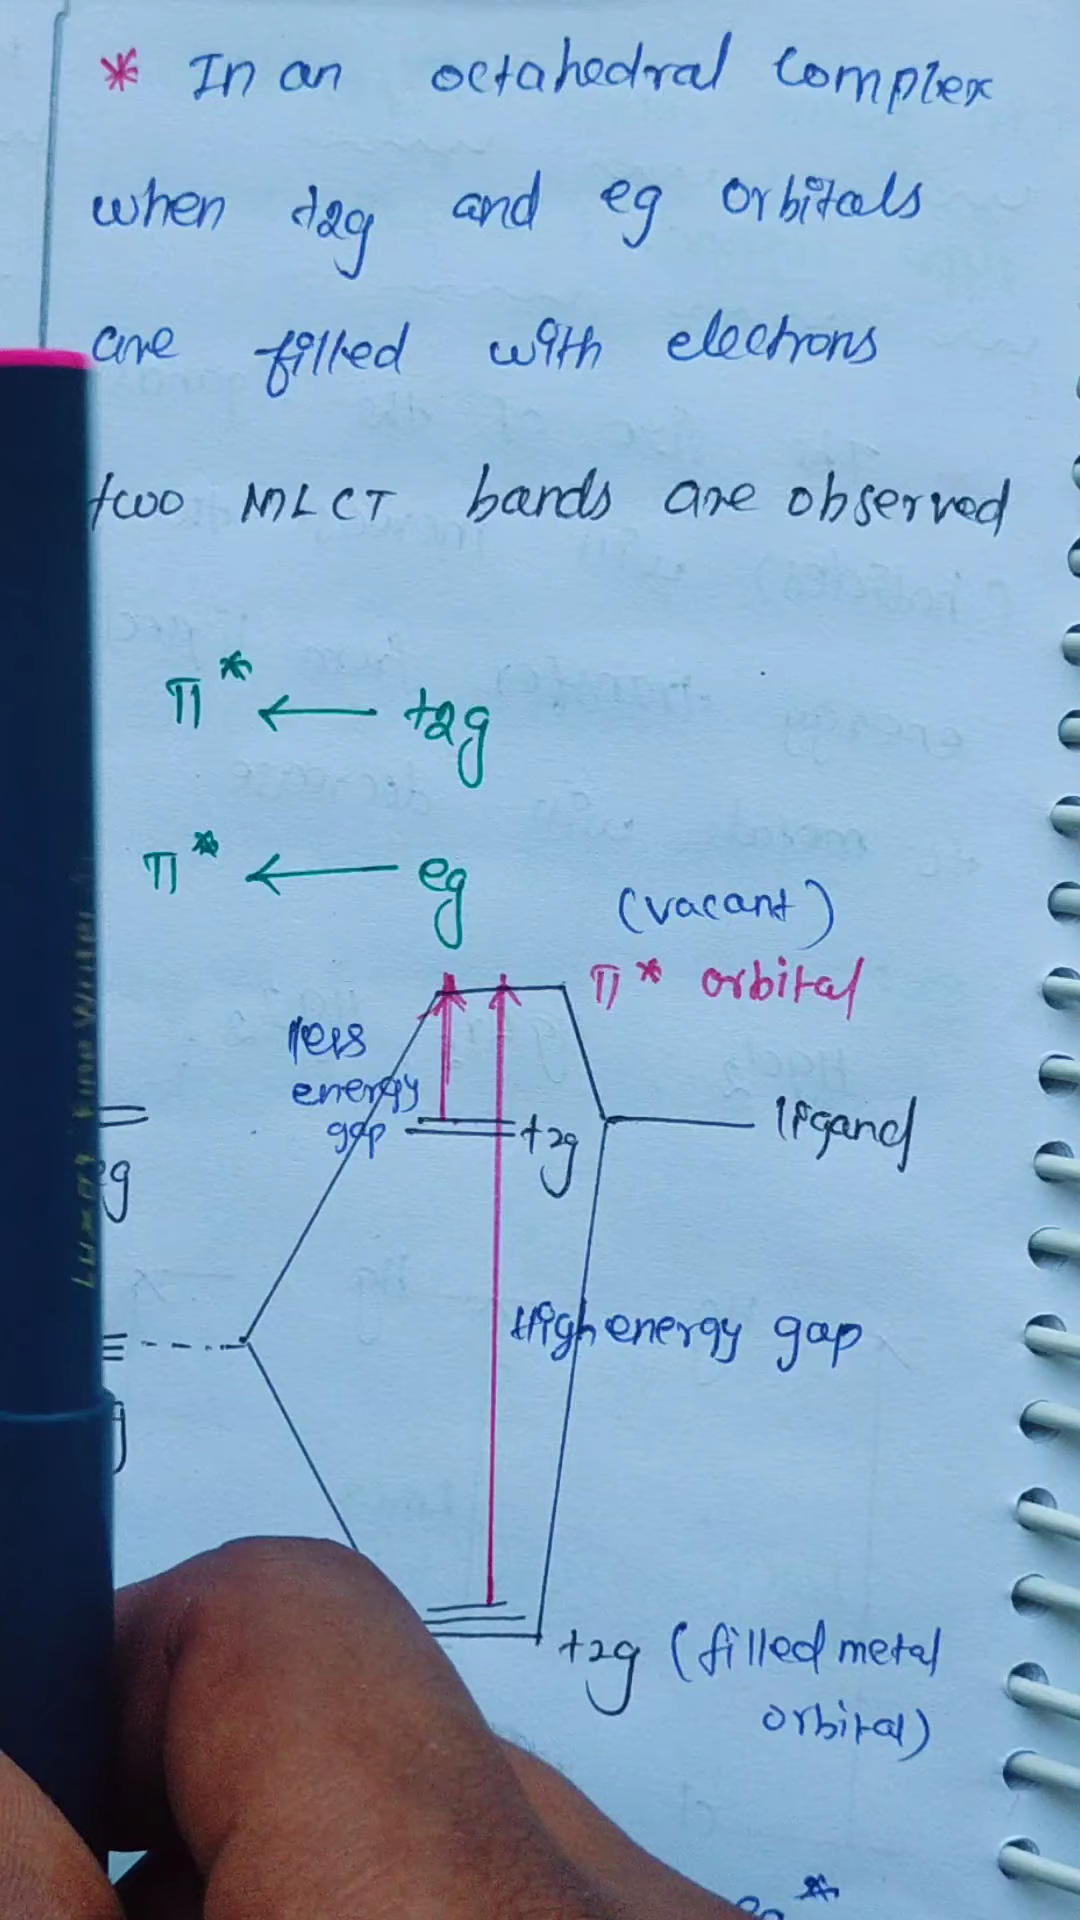 * In an octahedral complex
when t2g and eg orbitals
are filled with electrons
two MLCT bands are observed
π* ← t2g
π* ← eg
(vacant)
π* orbital
less
energy
gap
t2g
ligand
eg
High energy gap
t2g (filled metal
orbital)